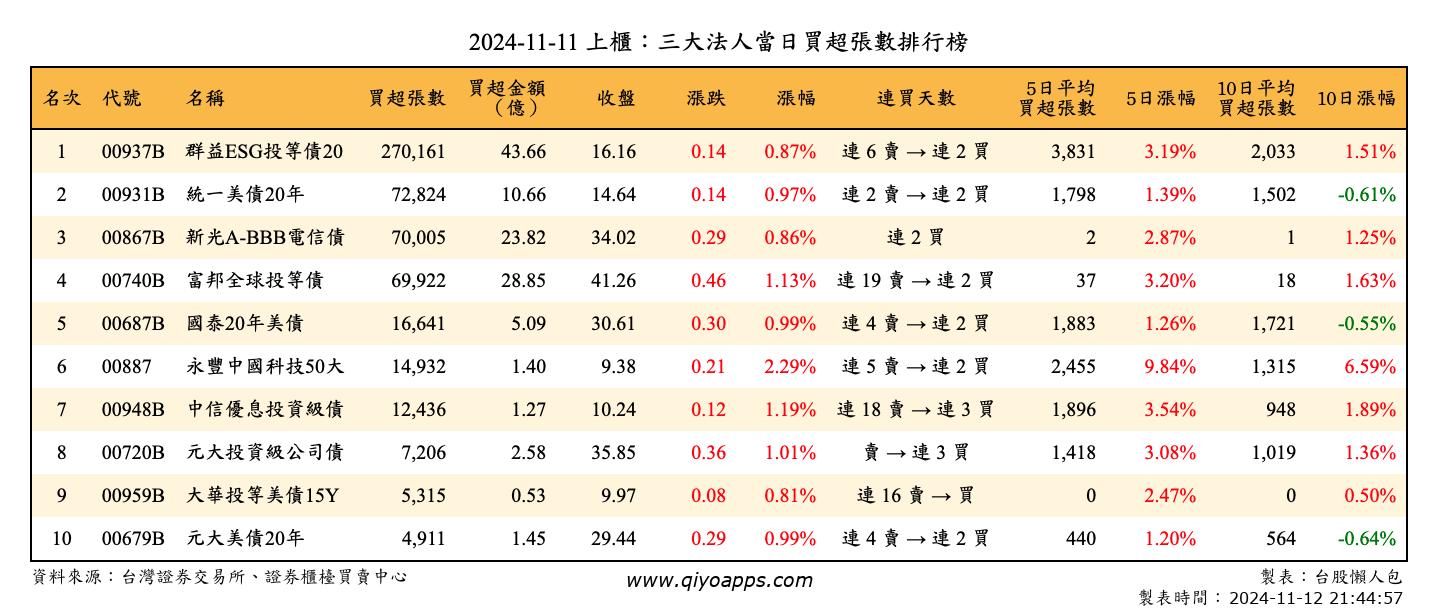 2024-11-11 上櫃：三大法人當日買超張數排行榜
名次 代號 名稱 買超張數 買超金額（億） 收盤 漲跌 漲幅 連買天數 5日平均買超張數 5日漲幅 10日平均買超張數 10日漲幅
1 00937B 群益ESG投等債20 270,161 43.66 16.16 0.14 0.87% 連 6 賣 → 連 2 買 3,831 3.19% 2,033 1.51%
2 00931B 統一美債20年 72,824 10.66 14.64 0.14 0.97% 連 2 賣 → 連 2 買 1,798 1.39% 1,502 -0.61%
3 00867B 新光A-BBB電信債 70,005 23.82 34.02 0.29 0.86% 連 2 買 2 2.87% 1 1.25%
4 00740B 富邦全球投等債 69,922 28.85 41.26 0.46 1.13% 連 19 賣 → 連 2 買 37 3.20% 18 1.63%
5 00687B 國泰20年美債 16,641 5.09 30.61 0.30 0.99% 連 4 賣 → 連 2 買 1,883 1.26% 1,721 -0.55%
6 00887 永豐中國科技50大 14,932 1.40 9.38 0.21 2.29% 連 5 賣 → 連 2 買 2,455 9.84% 1,315 6.59%
7 00948B 中信優息投資級債 12,436 1.27 10.24 0.12 1.19% 連 18 賣 → 連 3 買 1,896 3.54% 948 1.89%
8 00720B 元大投資級公司債 7,206 2.58 35.85 0.36 1.01% 賣 → 連 3 買 1,418 3.08% 1,019 1.36%
9 00959B 大華投等美債15Y 5,315 0.53 9.97 0.08 0.81% 連 16 賣 → 買 0 2.47% 0 0.50%
10 00679B 元大美債20年 4,911 1.45 29.44 0.29 0.99% 連 4 賣 → 連 2 買 440 1.20% 564 -0.64%
資料來源：台灣證券交易所、證券櫃檯買賣中心 www.qiyoapps.com 製表：台股懶人包
製表時間：2024-11-12 21:44:57